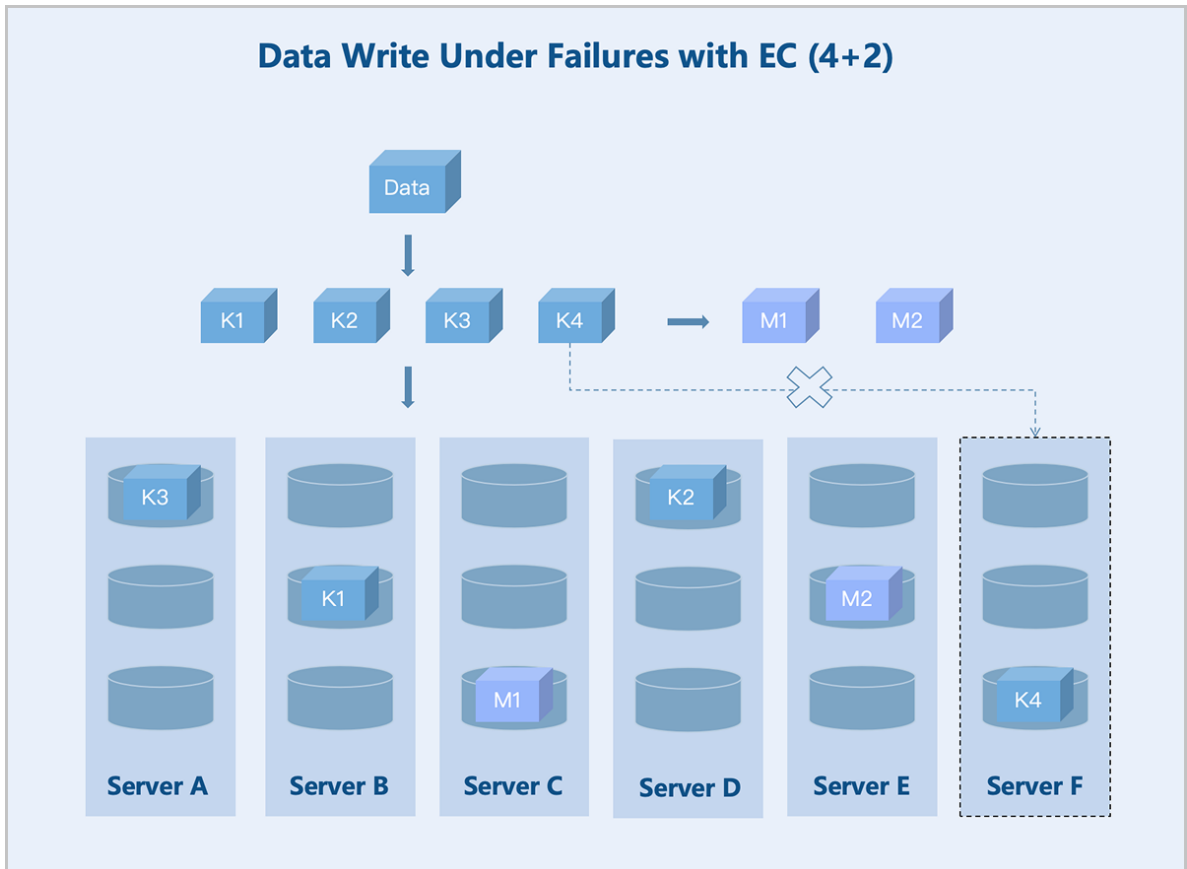 Data Write Under Failures with EC (4+2)
Data
K1 K2 K3 K4 M1 M2
K3 K2
K1 M2
M1 K4
Server A Server B Server C Server D Server E Server F